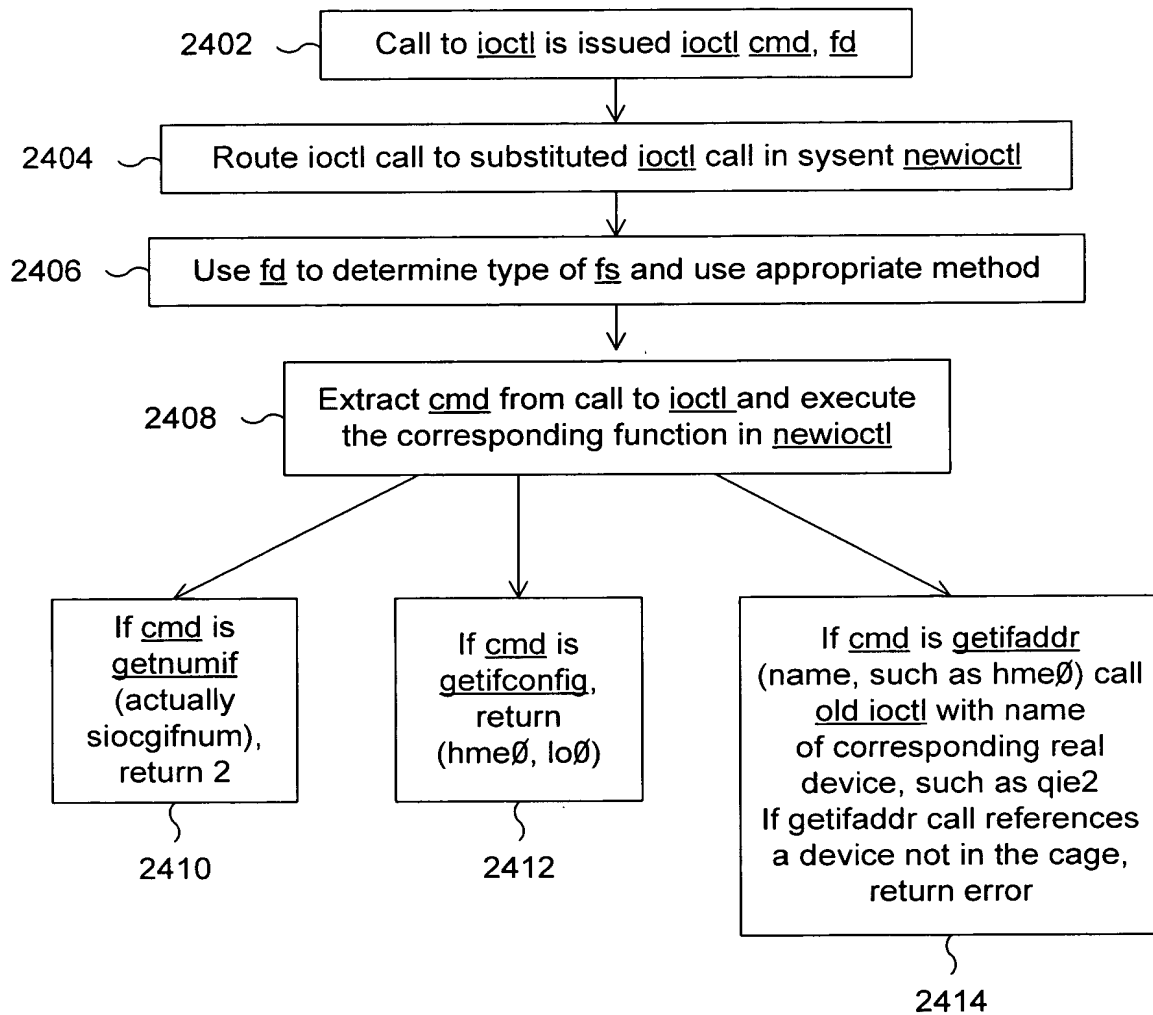 2402
Call to ioctl is issued ioctl cmd, fd
2404
Route ioctl call to substituted ioctl call in sysent newioctl
2406
Use fd to determine type of fs and use appropriate method
2408
Extract cmd from call to ioctl and execute
the corresponding function in newioctl
If cmd is
getnumif
(actually
siocgifnum),
return 2
2410
If cmd is
getifconfig,
return
(hmeØ, loØ)
2412
If cmd is getifaddr
(name, such as hmeØ) call
old ioctl with name
of corresponding real
device, such as qie2
If getifaddr call references
a device not in the cage,
return error
2414